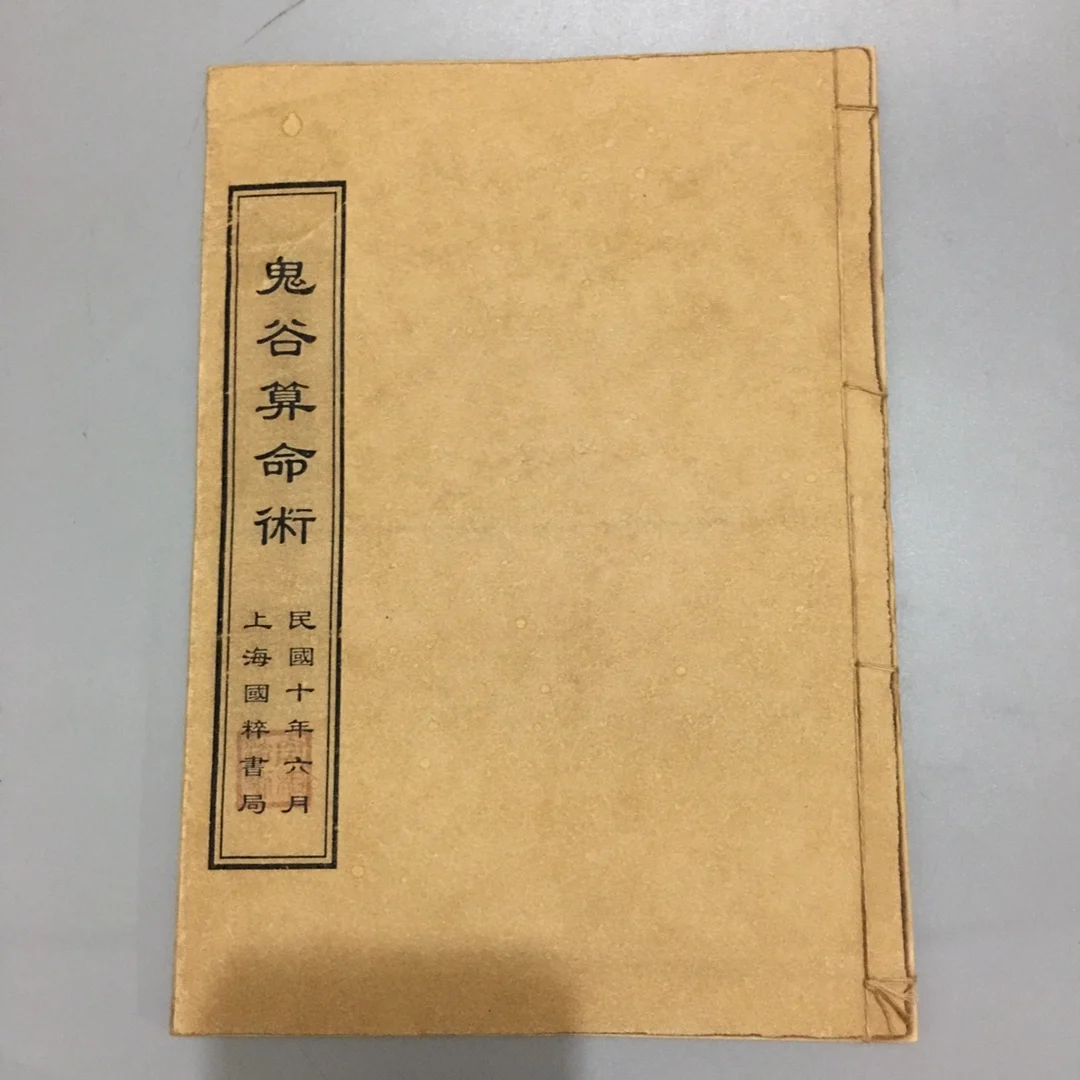 鬼谷算命術
民國十年六月
上海國粹書局